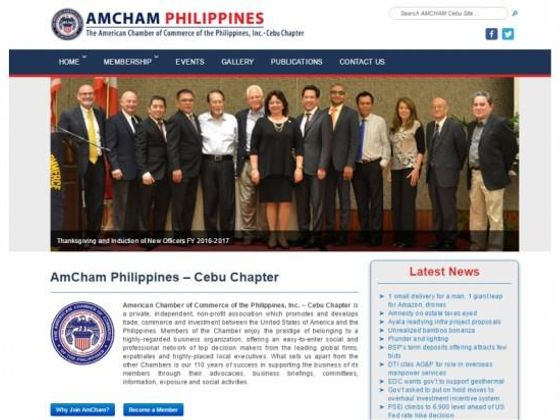 AMCHAM PHILIPPINES
The American Chamber of Commerce of the Philippines, Inc.-Cebu Chapter
Search AMCHAM Cebu Site ...
HOME MEMBERSHIP EVENTS GALLERY PUBLICATIONS CONTACT US
Thanksgiving and Induction of New Officers FY 2016-2017
AmCham Philippines – Cebu Chapter
American Chamber of Commerce of the Philippines, Inc. – Cebu Chapter is
a private, independent, non-profit association which promotes and develops
trade, commerce and investment between the United States of America and the
Philippines. Members of the Chamber enjoy the prestige of belonging to a
highly-regarded business organization, offering an easy-to-enter social and
professional network of top decision makers from the leading global firms,
expatriates and highly-placed local executives. What sells us apart from the
other Chambers is our 110 years of success in supporting the business of its
members through their advocacies, business briefings, committees,
information, exposure and social activities.
Why Join AmCham? Become a Member
Latest News
1 small delivery for a man, 1 giant leap
for Amazon, drones
Amnesty on estate taxes eyed
Ayala readying infra project proposals
Unrealized bamboo bonanza
Plunder and lighting
BSP's term deposits offering attracts few
bids
DTI cites AG&P for role in overseas
manpower services
EDC wants gov't to support geothermal
Gov't asked to put on hold moves to
overhaul investment incentive system
PSEi climbs to 6,900 level ahead of US
Fed rate hike decision